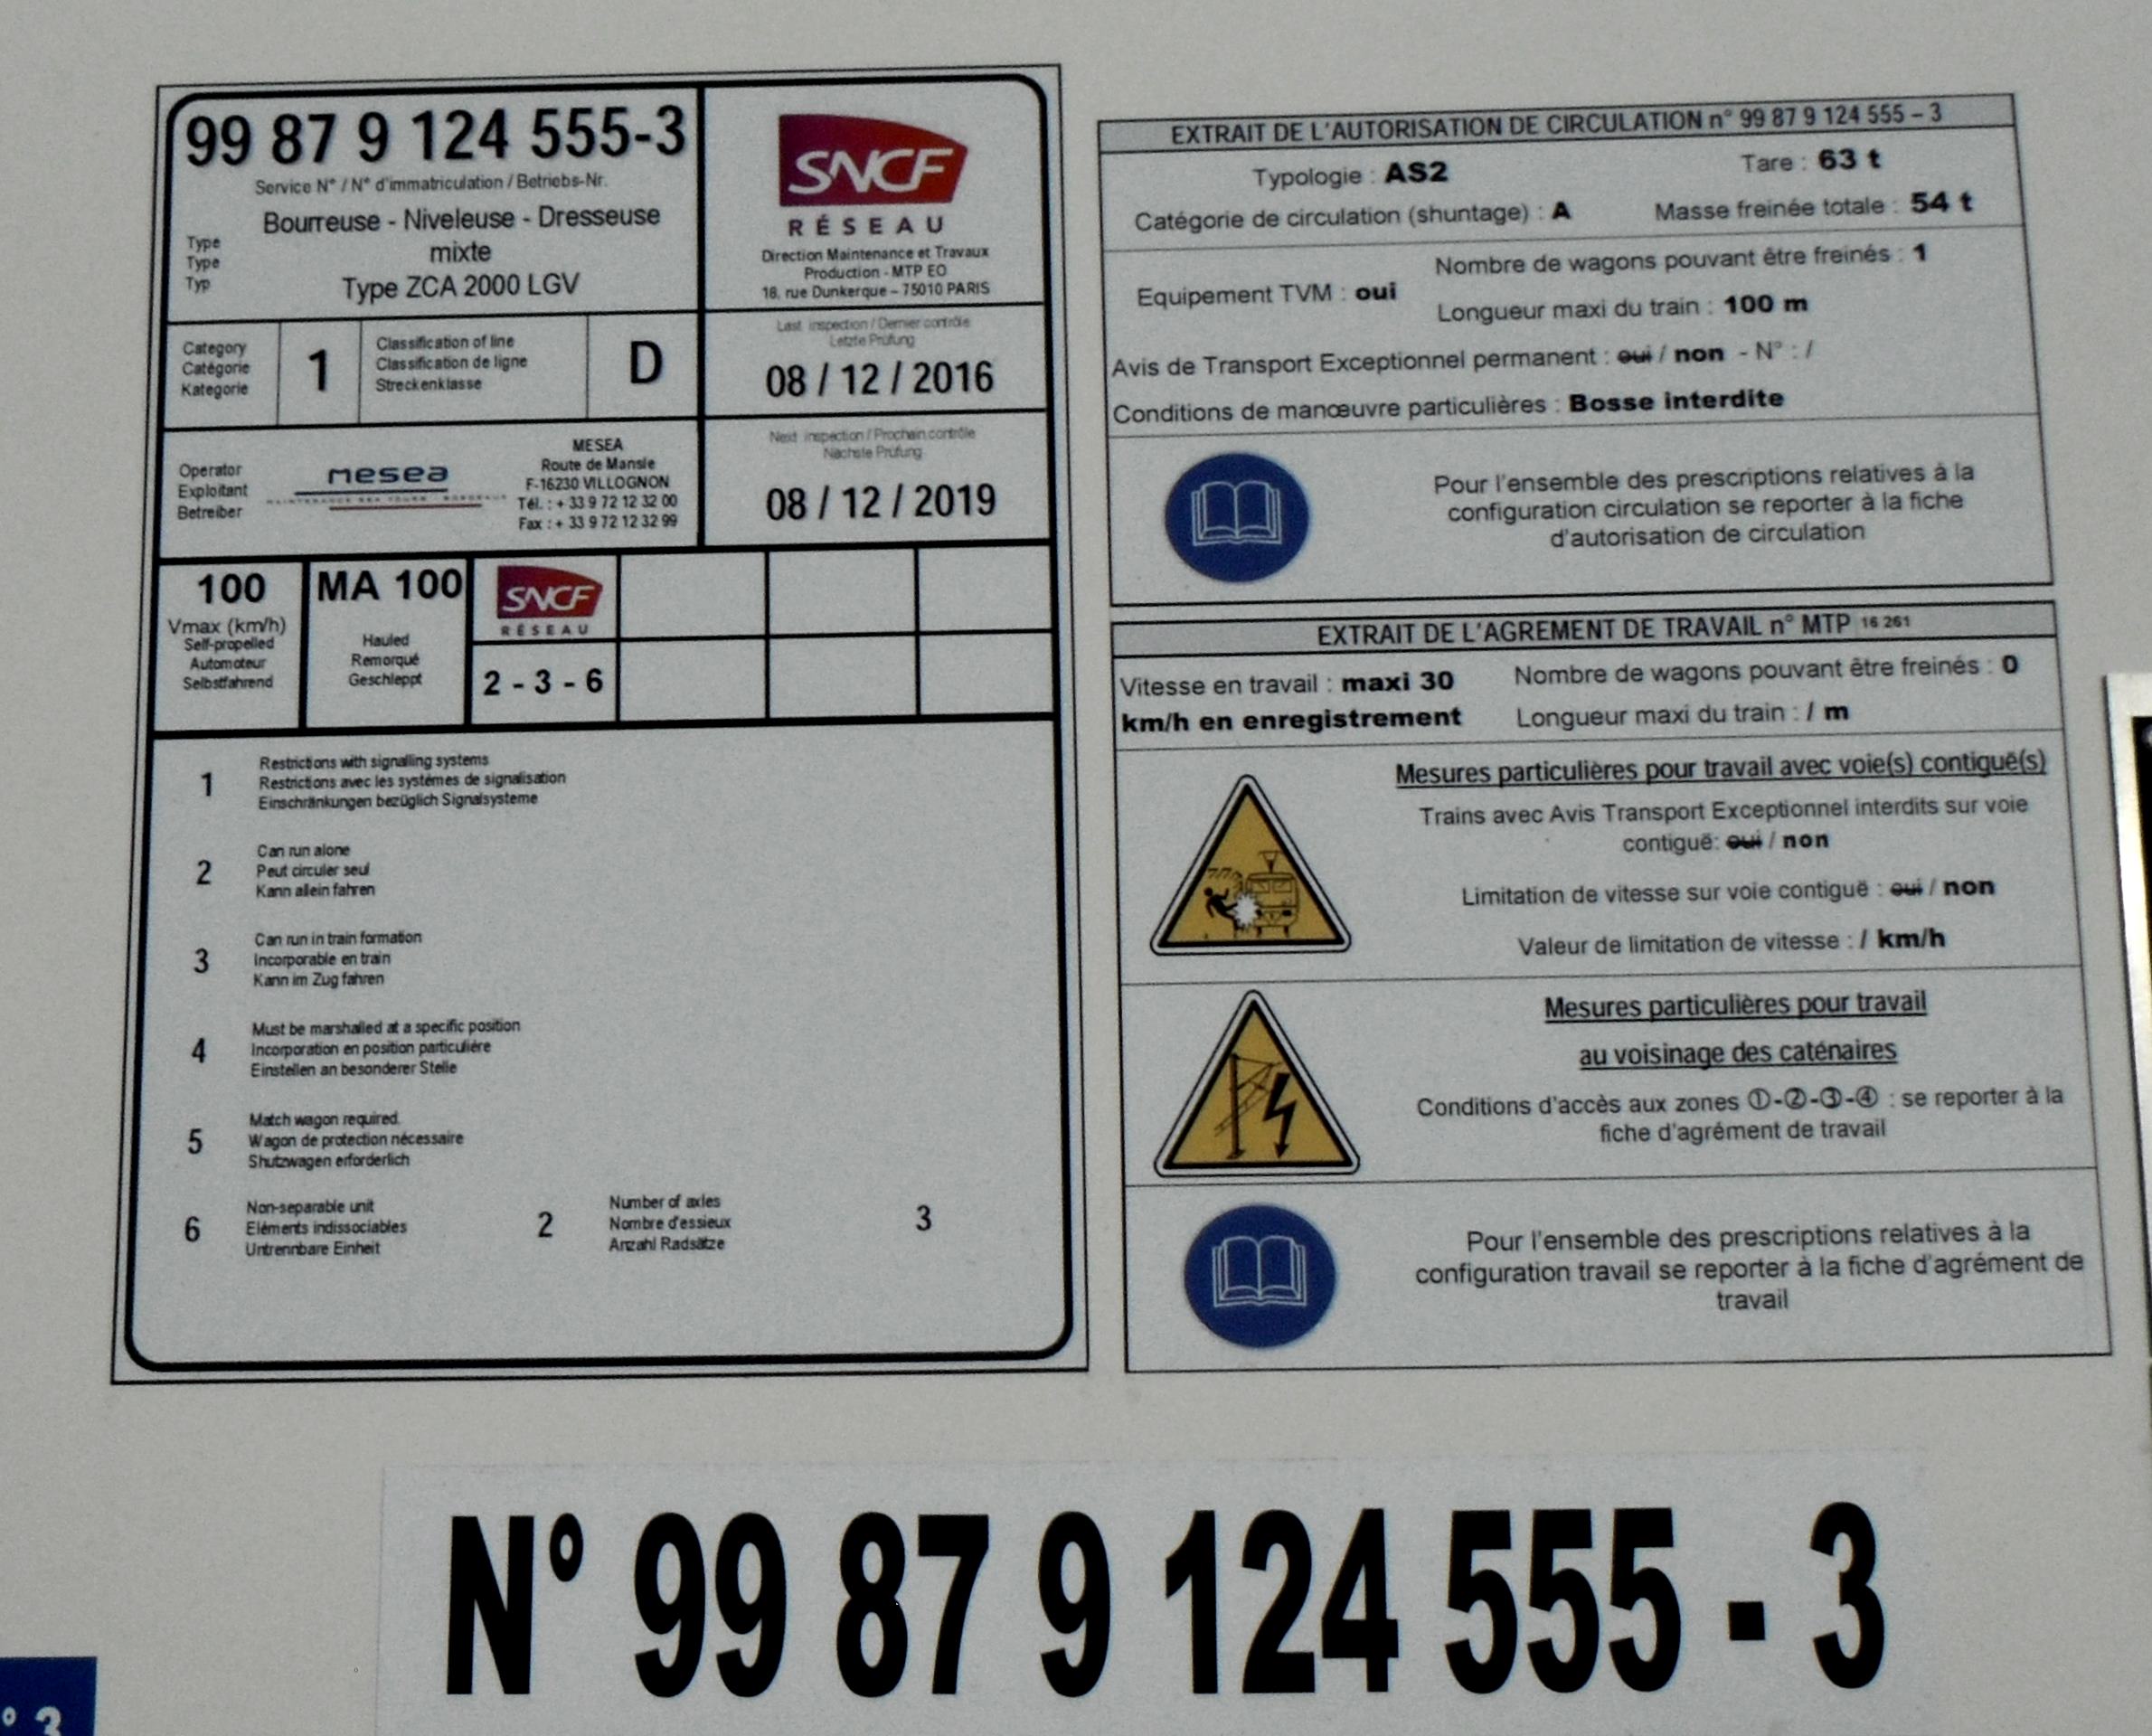 99 87 9 124 555-3
Service N° / N° d'immatriculation / Betriebs-Nr.
Type
Type
Typ
Bourreuse - Niveleuse - Dresseuse
mixte
Type ZCA 2000 LGV
SNCF
RÉSEAU
Direction Maintenance et Travaux
Production - MTP EO
18, rue Dunkerque – 75010 PARIS
Category
Catégorie
Kategorie
1
Classification of line
Classification de ligne
Streckenklasse
D
Last inspection / Dernier contrôle
Letzte Prüfung
08 / 12 / 2016
Operator
Exploitant
Betreiber
mesea
MESEA
Route de Mansle
F-16230 VILLOGNON
Tél. : + 33 9 72 12 32 00
Fax : + 33 9 72 12 32 99
Next inspection / Prochain contrôle
Nächste Prüfung
08 / 12 / 2019
100
Vmax (km/h)
Self-propelled
Automoteur
Selbstfahrend
MA 100
Hauled
Remorqué
Geschleppt
SNCF
RÉSEAU
2 - 3 - 6
1
Restrictions with signalling systems
Restrictions avec les systèmes de signalisation
Einschränkungen bezüglich Signalsysteme
2
Can run alone
Peut circuler seul
Kann allein fahren
3
Can run in train formation
Incorporable en train
Kann im Zug fahren
4
Must be marshalled at a specific position
Incorporation en position particulière
Einstellen an besonderer Stelle
5
Match wagon required
Wagon de protection nécessaire
Shutzwagen erforderlich
6
Non-separable unit
Eléments indissociables
Untrennbare Einheit
2
Number of axles
Nombre d'essieux
Anzahl Radsätze
3
EXTRAIT DE L'AUTORISATION DE CIRCULATION n° 99 87 9 124 555 – 3
Typologie : AS2
Tare : 63 t
Catégorie de circulation (shuntage) : A
Masse freinée totale : 54 t
Equipement TVM : oui
Nombre de wagons pouvant être freinés : 1
Longueur maxi du train : 100 m
Avis de Transport Exceptionnel permanent : oui / non - N° : /
Conditions de manœuvre particulières : Bosse interdite
Pour l'ensemble des prescriptions relatives à la
configuration circulation se reporter à la fiche
d'autorisation de circulation
EXTRAIT DE L'AGREMENT DE TRAVAIL n° MTP 16 261
Vitesse en travail : maxi 30
km/h en enregistrement
Nombre de wagons pouvant être freinés : 0
Longueur maxi du train : / m
Mesures particulières pour travail avec voie(s) contiguë(s)
Trains avec Avis Transport Exceptionnel interdits sur voie
contiguë: oui / non
Limitation de vitesse sur voie contiguë : oui / non
Valeur de limitation de vitesse : / km/h
Mesures particulières pour travail
au voisinage des caténaires
Conditions d'accès aux zones ①-②-③-④ : se reporter à la
fiche d'agrément de travail
Pour l'ensemble des prescriptions relatives à la
configuration travail se reporter à la fiche d'agrément de
travail
N° 99 87 9 124 555 - 3
° 3